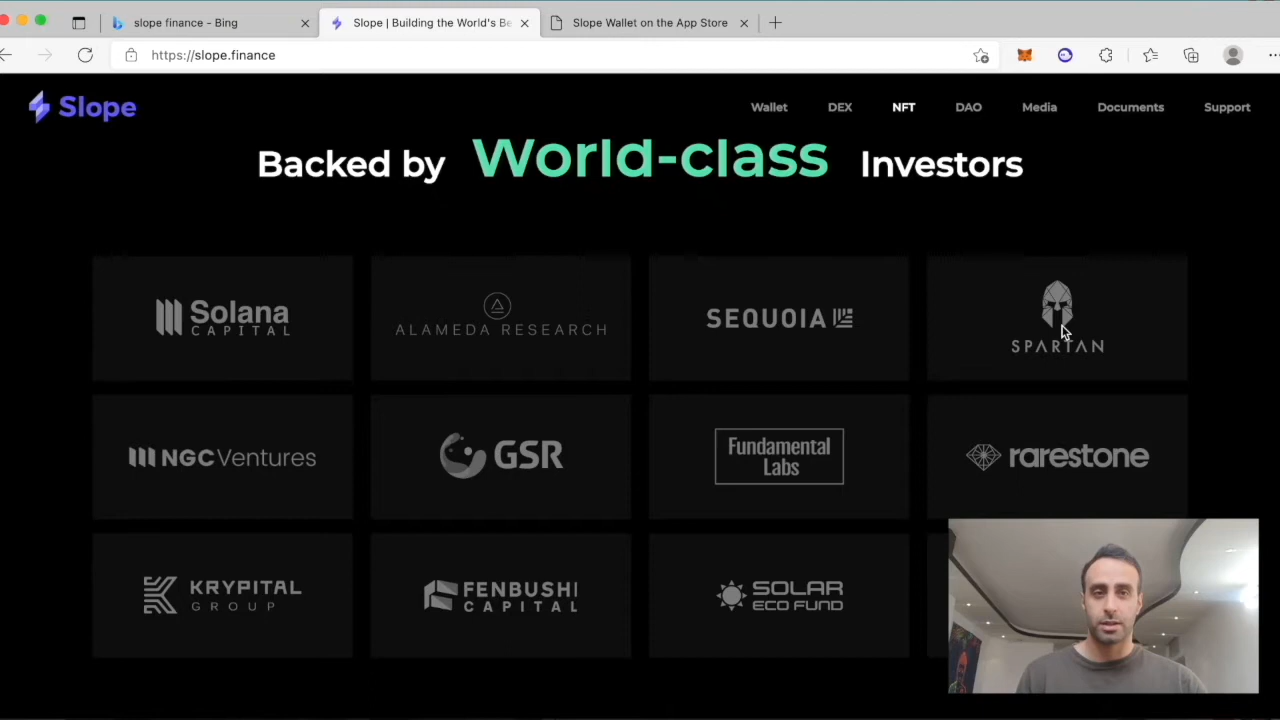 slope finance - Bing
Slope | Building the World's Be
Slope Wallet on the App Store
https://slope.finance
Slope
Wallet
DEX
NFT
DAO
Media
Documents
Support
Backed by World-class Investors
Solana
CAPITAL
ALAMEDA RESEARCH
SEQUOIA
SPARTAN
NGC Ventures
GSR
Fundamental
Labs
rarestone
KRYPITAL
GROUP
FENBUSHI
CAPITAL
SOLAR
ECO FUND